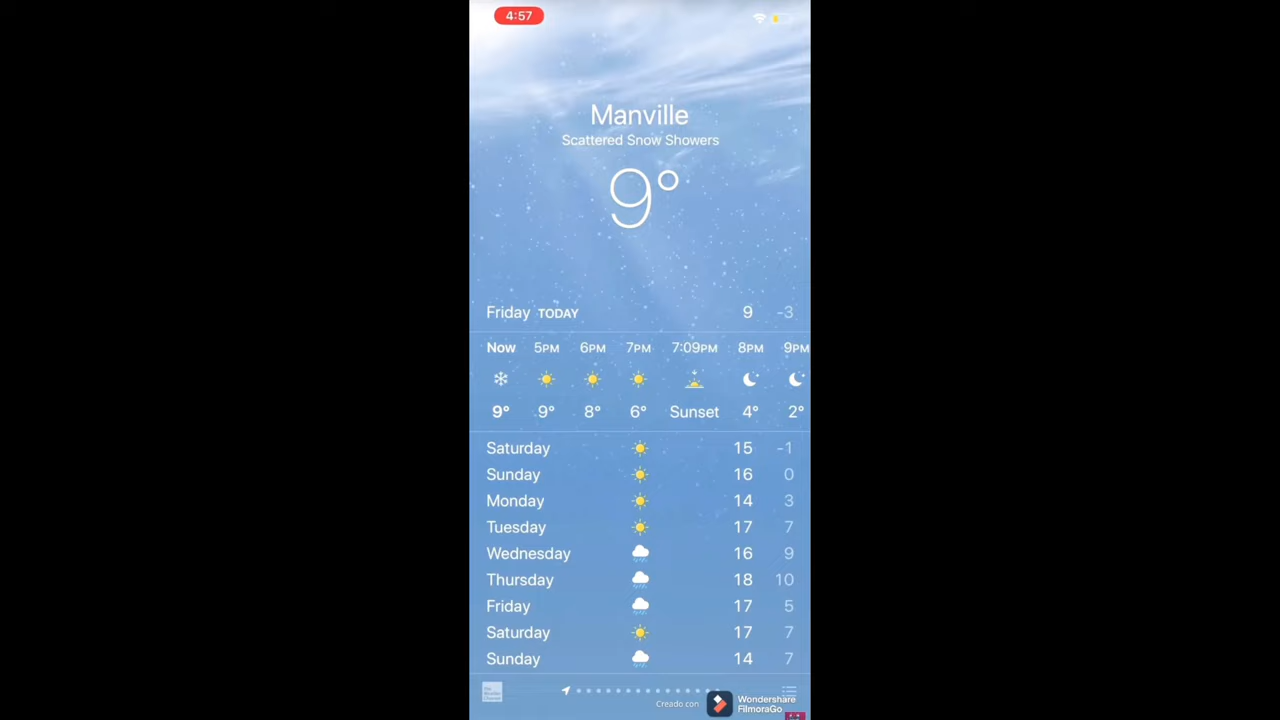 4:57
Manville
Scattered Snow Showers
9°
Friday TODAY 9 -3
Now 5PM 6PM 7PM 7:09PM 8PM 9PM
9° 9° 8° 6° Sunset 4° 2°
Saturday 15 -1
Sunday 16 0
Monday 14 3
Tuesday 17 7
Wednesday 16 9
Thursday 18 10
Friday 17 5
Saturday 17 7
Sunday 14 7
The Weather Channel
Creado con Wondershare FilmoraGo